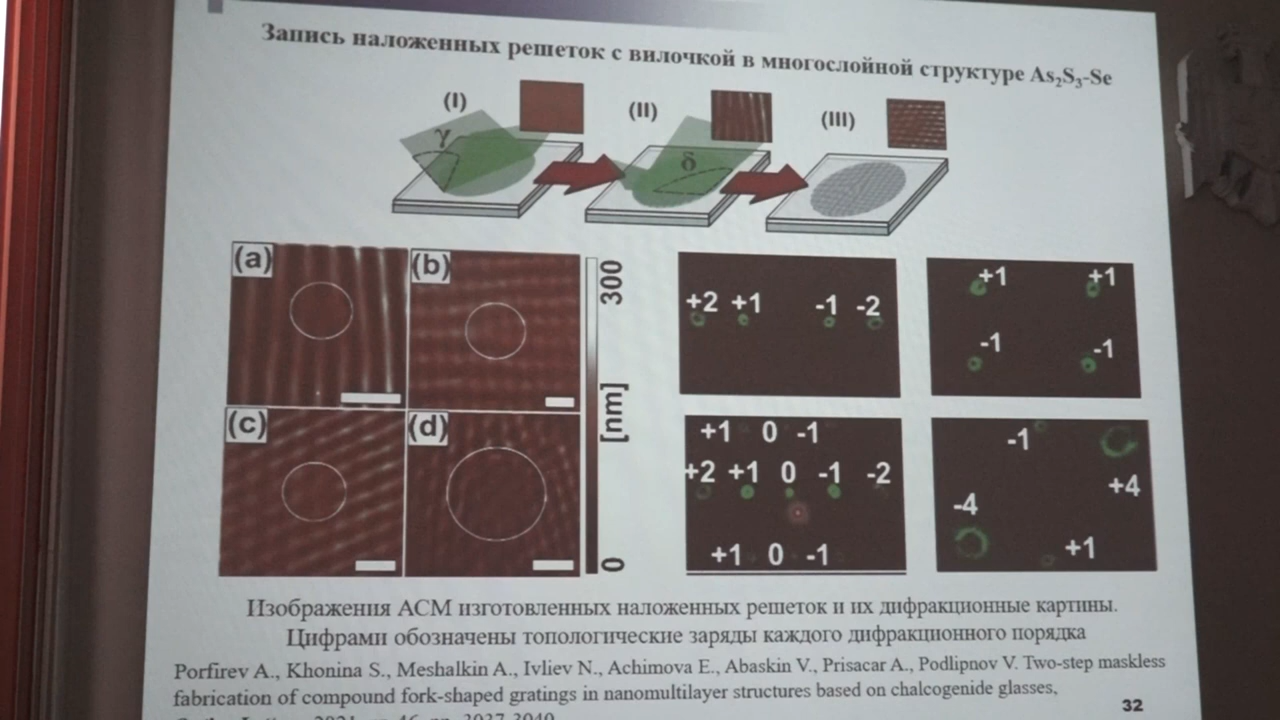 Запись наложенных решеток с вилочкой в многослойной структуре As₂S₃-Se
(I) (II) (III)
γ δ
(a) (b)
(c) (d)
300
[nm]
0
+2 +1 -1 -2
+1 +1
-1 -1
+1 0 -1
+2 +1 0 -1 -2
+1 0 -1
-1
+4
-4
+1
Изображения АСМ изготовленных наложенных решеток и их дифракционные картины.
Цифрами обозначены топологические заряды каждого дифракционного порядка
Porfirev A., Khonina S., Meshalkin A., Ivliev N., Achimova E., Abaskin V., Prisacar A., Podlipnov V. Two-step maskless
fabrication of compound fork-shaped gratings in nanomultilayer structures based on chalcogenide glasses,
32